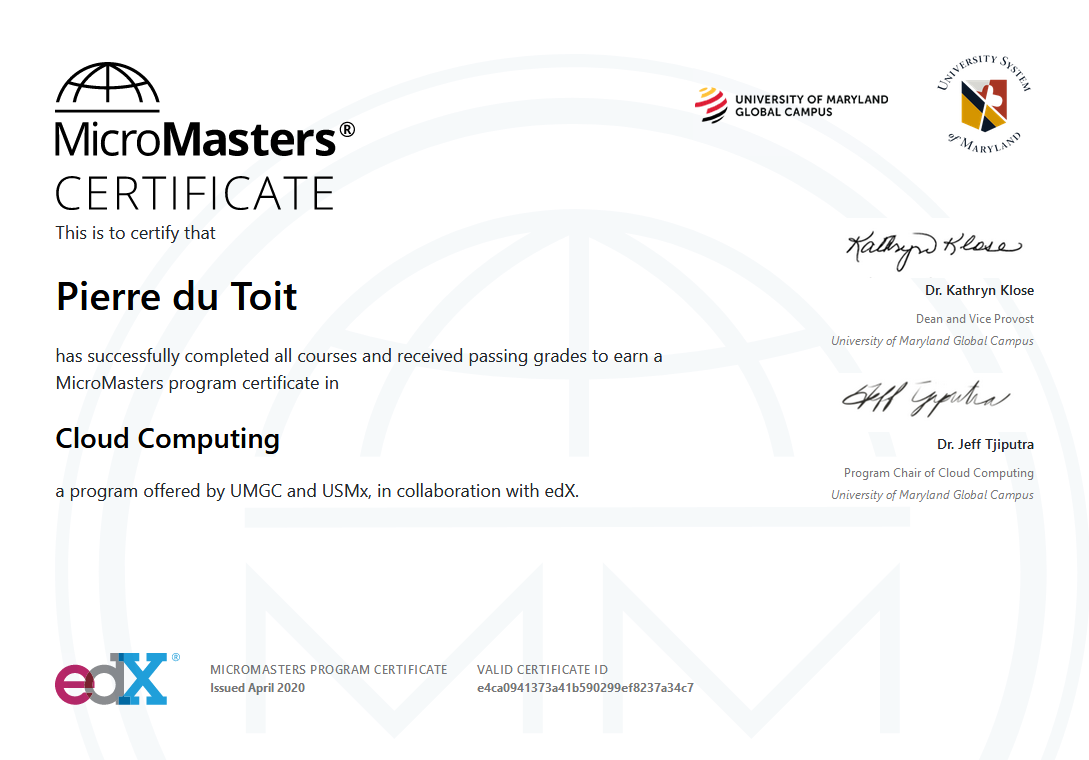 MicroMasters®
CERTIFICATE
This is to certify that
Pierre du Toit
has successfully completed all courses and received passing grades to earn a
MicroMasters program certificate in
Cloud Computing
a program offered by UMGC and USMx, in collaboration with edX.
UNIVERSITY OF MARYLAND
GLOBAL CAMPUS
UNIVERSITY SYSTEM
of MARYLAND
Kathryn Klose
Dr. Kathryn Klose
Dean and Vice Provost
University of Maryland Global Campus
Jeff Tjiputra
Dr. Jeff Tjiputra
Program Chair of Cloud Computing
University of Maryland Global Campus
edX®
MICROMASTERS PROGRAM CERTIFICATE
Issued April 2020
VALID CERTIFICATE ID
e4ca0941373a41b590299ef8237a34c7
MM